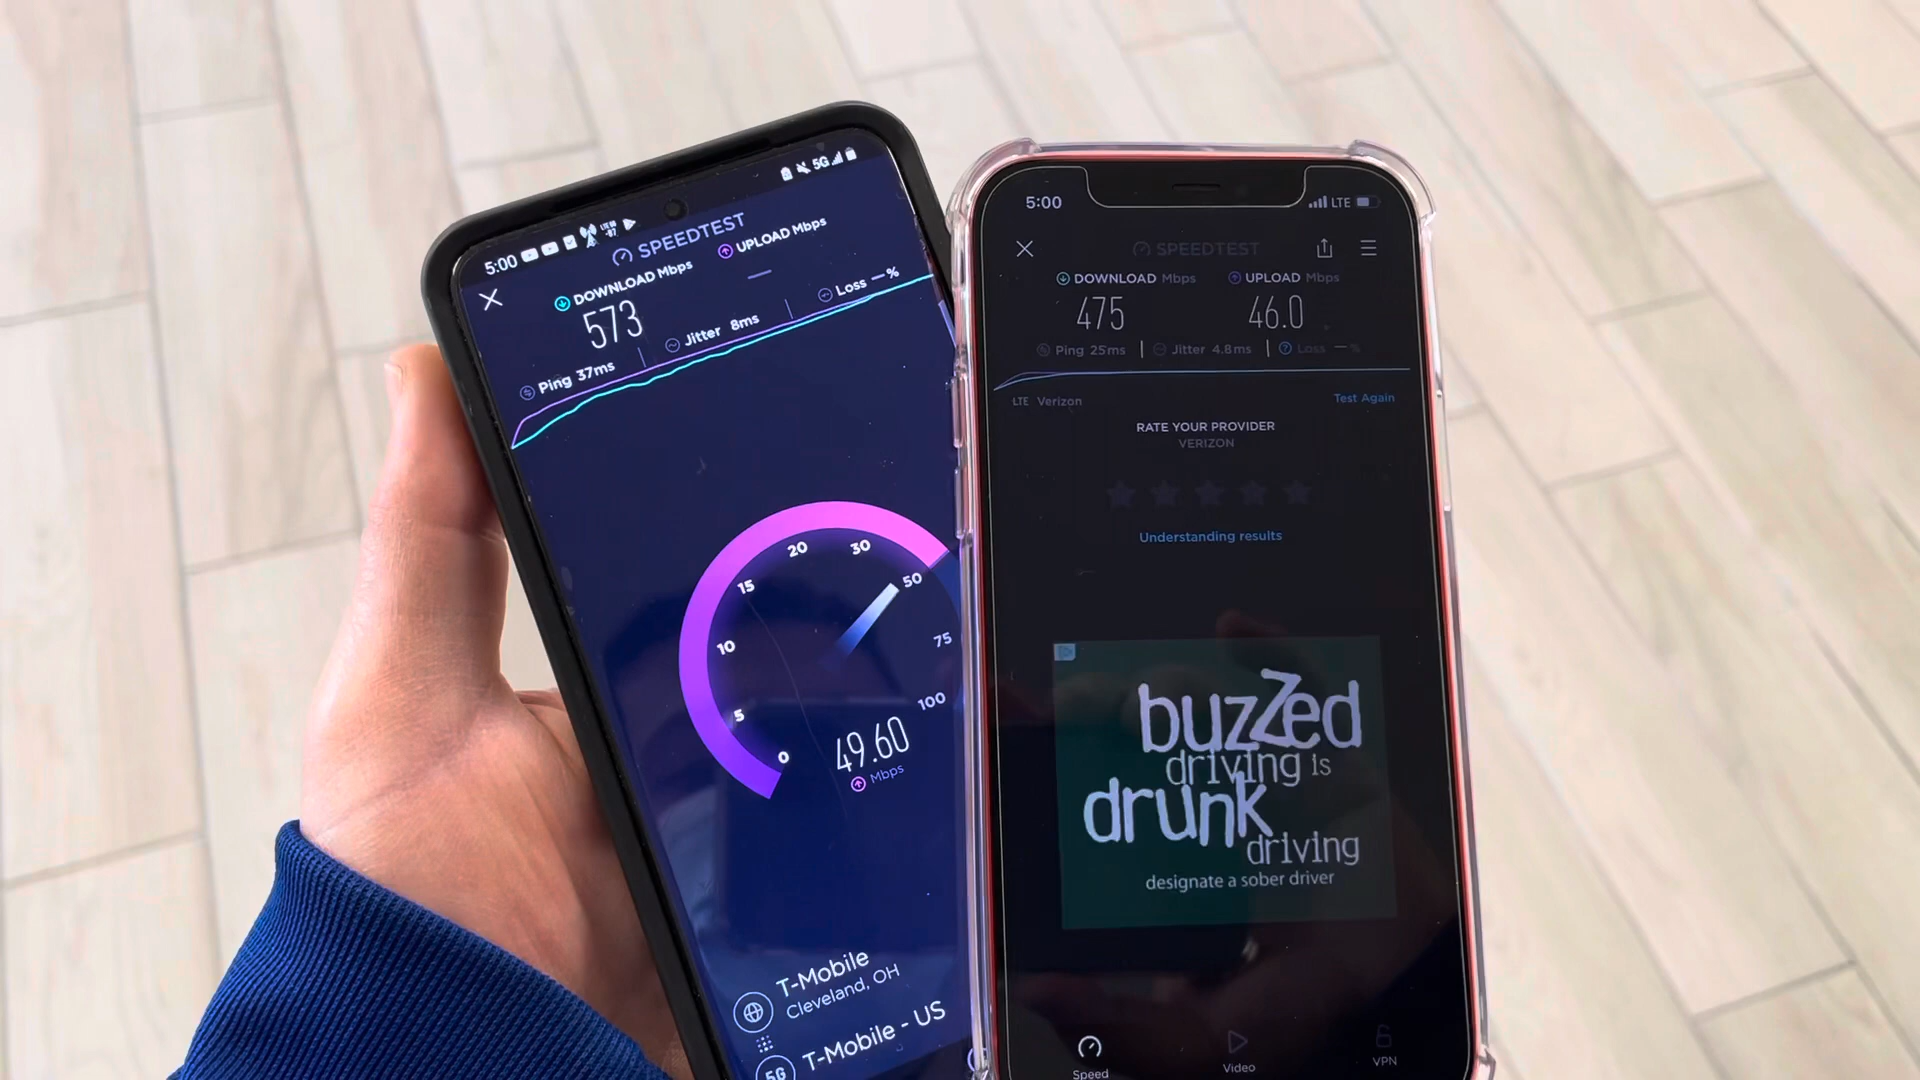 5:00
5G
SPEEDTEST
DOWNLOAD Mbps
UPLOAD Mbps
573
Ping 37ms
Jitter 8ms
Loss — %
0
5
10
15
20
30
50
75
100
49.60
Mbps
T-Mobile
Cleveland, OH
5G
T-Mobile - US
5:00
LTE
SPEEDTEST
DOWNLOAD Mbps
UPLOAD Mbps
475
46.0
Ping 25ms
Jitter 4.8ms
Loss — %
LTE Verizon
Test Again
RATE YOUR PROVIDER
VERIZON
Understanding results
buzzed
driving is
drunk
driving
designate a sober driver
Speed
Video
VPN